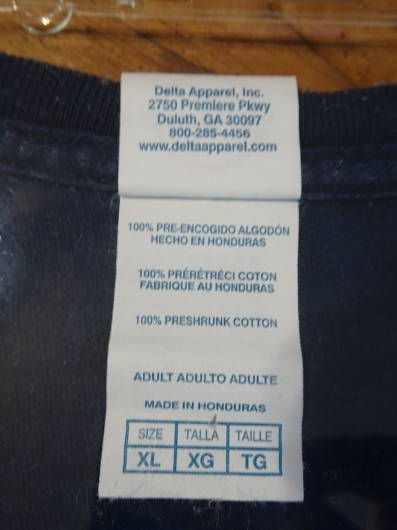 Delta Apparel, Inc.
2750 Premiere Pkwy
Duluth, GA 30097
800-285-4456
www.deltaapparel.com
100% PRE-ENCOGIDO ALGODÓN
HECHO EN HONDURAS
100% PRÉRÉTRÉCI COTON
FABRIQUE AU HONDURAS
100% PRESHRUNK COTTON
ADULT ADULTO ADULTE
MADE IN HONDURAS
SIZE TALLA TAILLE
XL XG TG